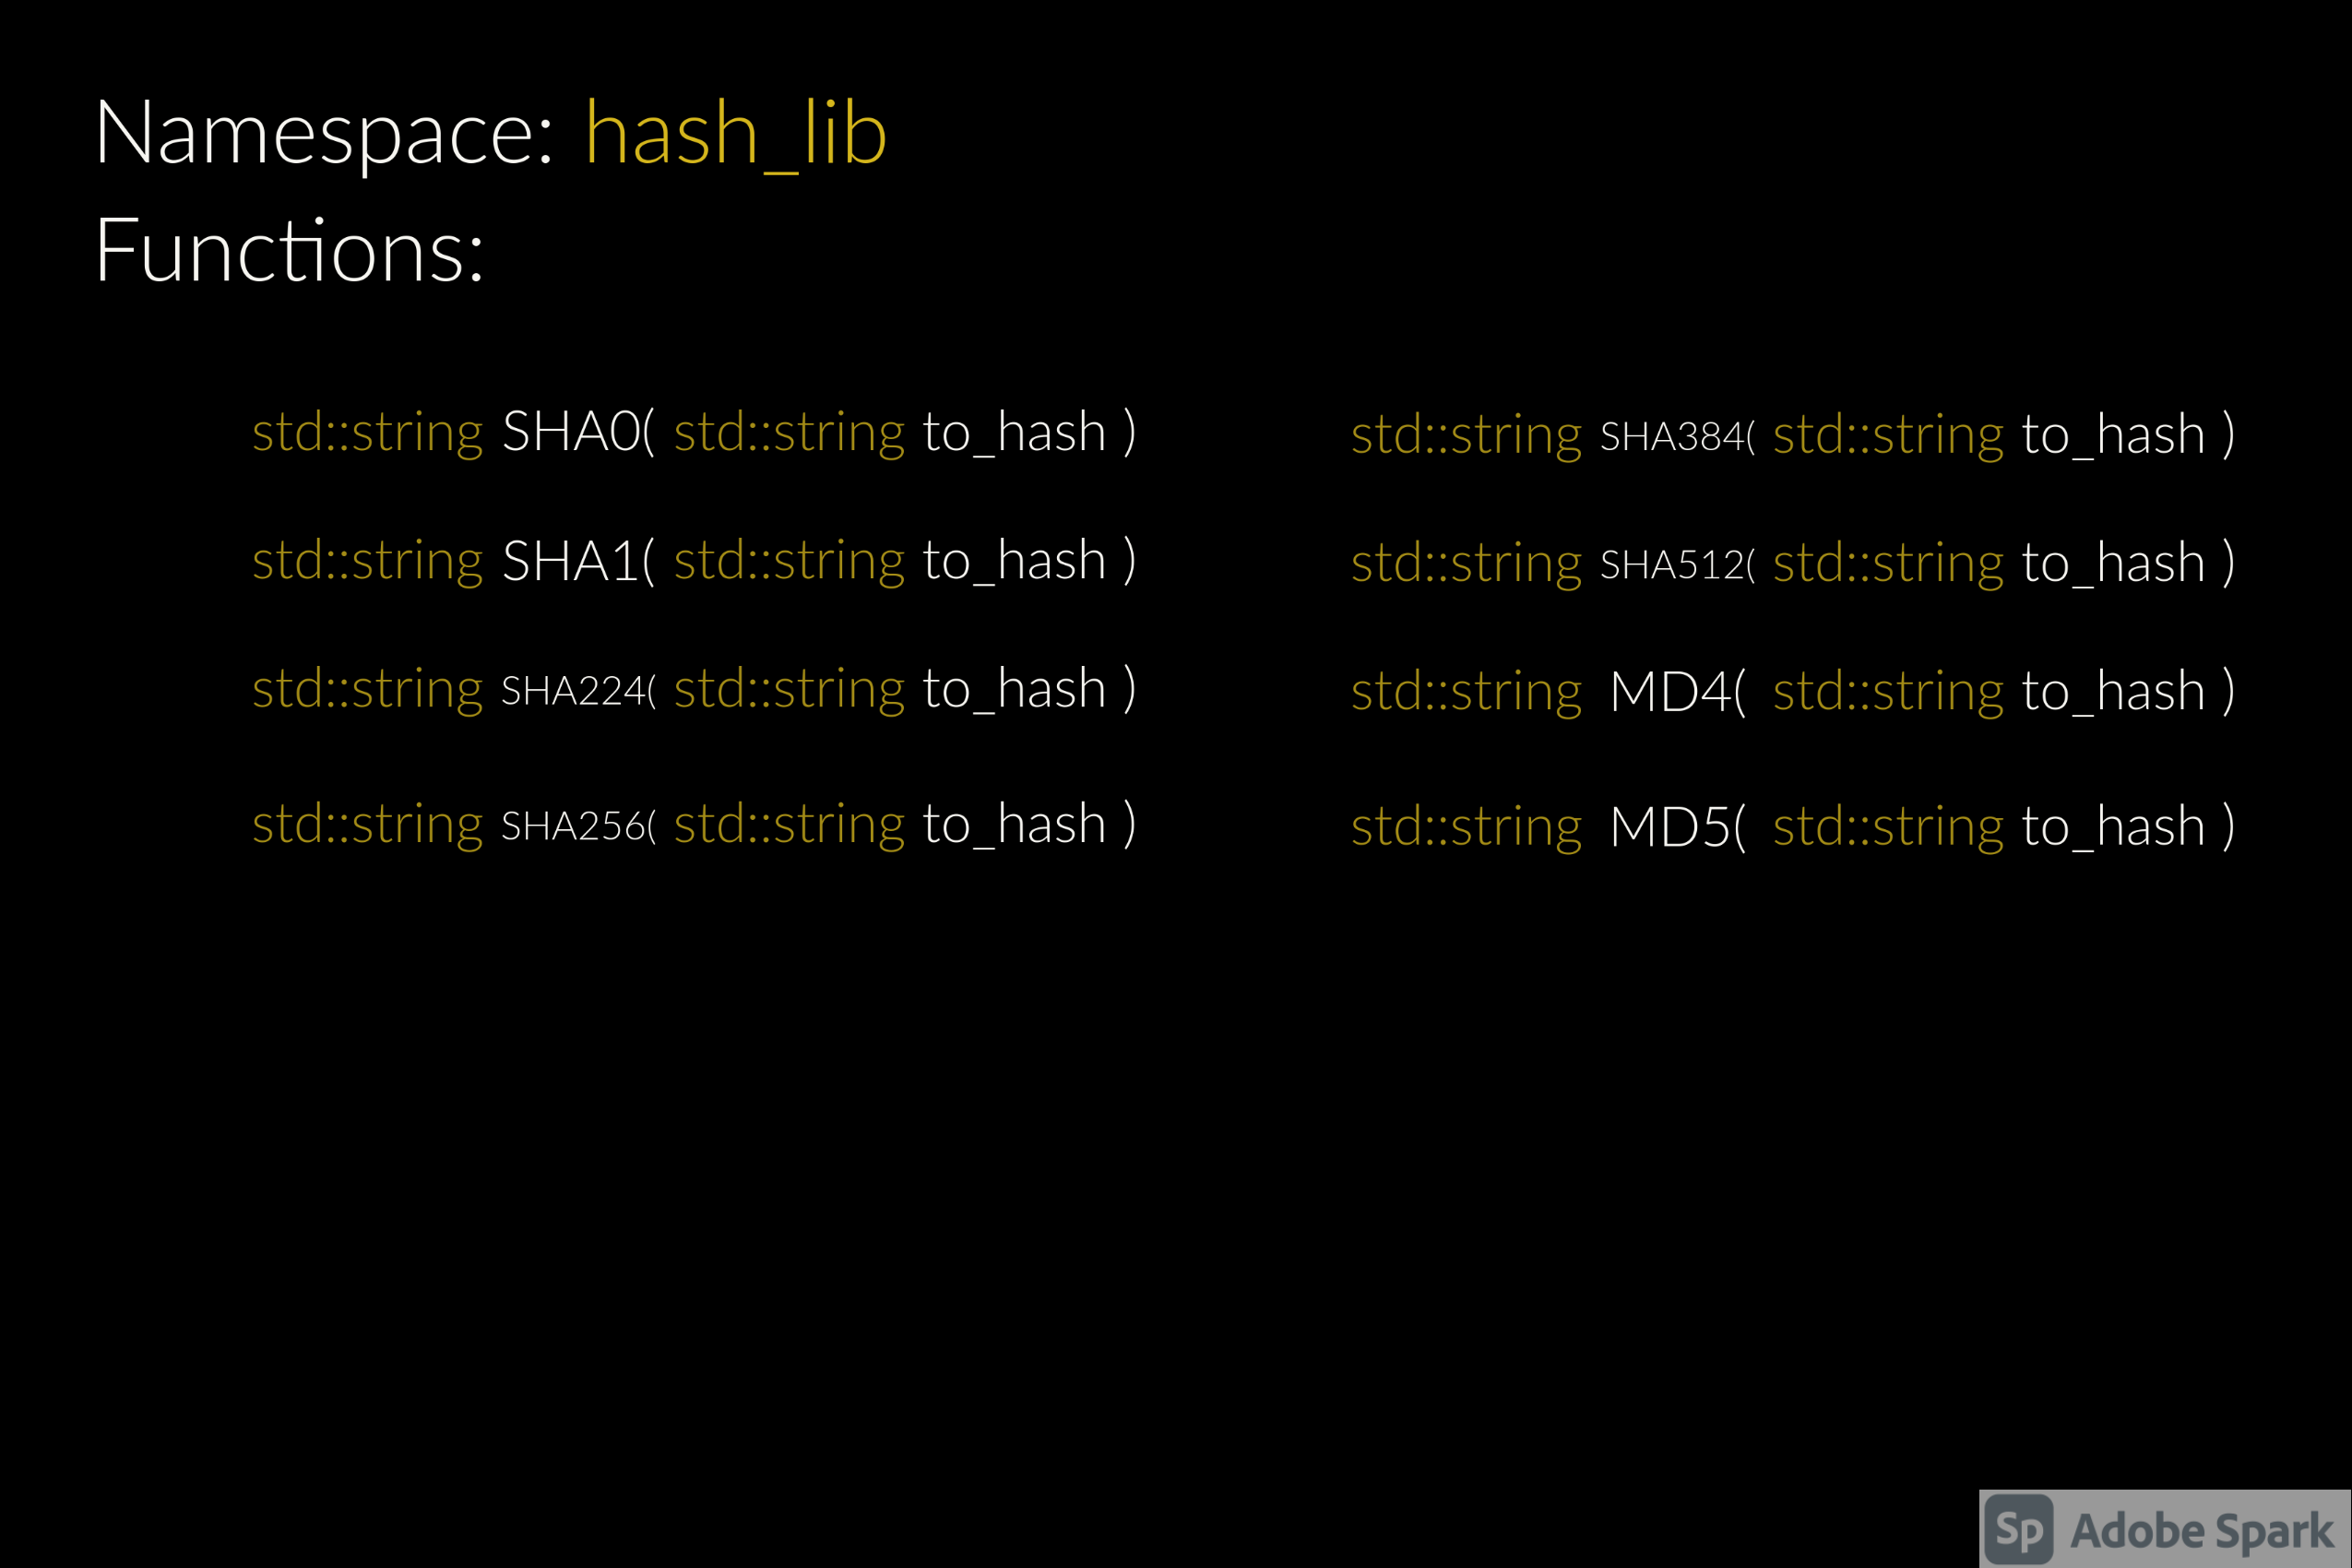 Namespace: hash_lib
Functions:
std::string SHA0( std::string to_hash )
std::string SHA1( std::string to_hash )
std::string SHA224( std::string to_hash )
std::string SHA256( std::string to_hash )
std::string SHA384( std::string to_hash )
std::string SHA512( std::string to_hash )
std::string MD4( std::string to_hash )
std::string MD5( std::string to_hash )
Sp Adobe Spark